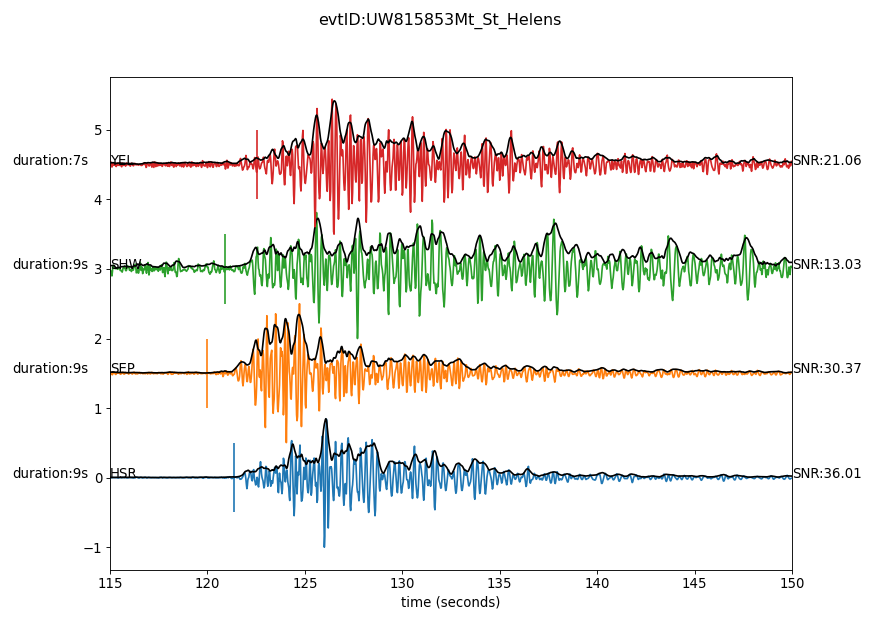 evtID:UW815853Mt_St_Helens
5
duration:7s YEL SNR:21.06
4
duration:9s SHW SNR:13.03
3
2
duration:9s SEP SNR:30.37
1
duration:9s HSR SNR:36.01
0
−1
115 120 125 130 135 140 145 150
time (seconds)